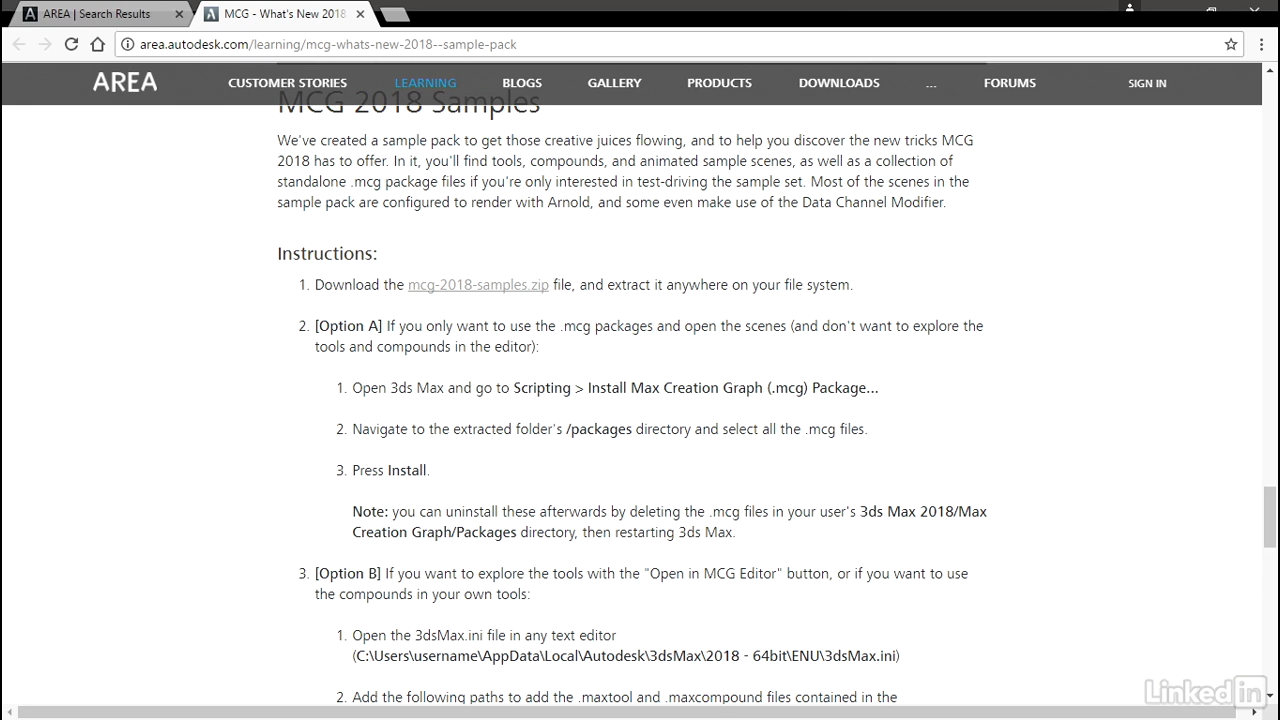 AREA | Search Results
MCG - What's New 2018
area.autodesk.com/learning/mcg-whats-new-2018--sample-pack
AREA
CUSTOMER STORIES
LEARNING
BLOGS
GALLERY
PRODUCTS
DOWNLOADS
...
FORUMS
SIGN IN
MCG 2018 Samples
We've created a sample pack to get those creative juices flowing, and to help you discover the new tricks MCG
2018 has to offer. In it, you'll find tools, compounds, and animated sample scenes, as well as a collection of
standalone .mcg package files if you're only interested in test-driving the sample set. Most of the scenes in the
sample pack are configured to render with Arnold, and some even make use of the Data Channel Modifier.
Instructions:
1. Download the mcg-2018-samples.zip file, and extract it anywhere on your file system.
2. [Option A] If you only want to use the .mcg packages and open the scenes (and don't want to explore the
tools and compounds in the editor):
1. Open 3ds Max and go to Scripting > Install Max Creation Graph (.mcg) Package...
2. Navigate to the extracted folder's /packages directory and select all the .mcg files.
3. Press Install.
Note: you can uninstall these afterwards by deleting the .mcg files in your user's 3ds Max 2018/Max
Creation Graph/Packages directory, then restarting 3ds Max.
3. [Option B] If you want to explore the tools with the "Open in MCG Editor" button, or if you want to use
the compounds in your own tools:
1. Open the 3dsMax.ini file in any text editor
(C:\Users\username\AppData\Local\Autodesk\3dsMax\2018 - 64bit\ENU\3dsMax.ini)
2. Add the following paths to add the .maxtool and .maxcompound files contained in the
Linked in